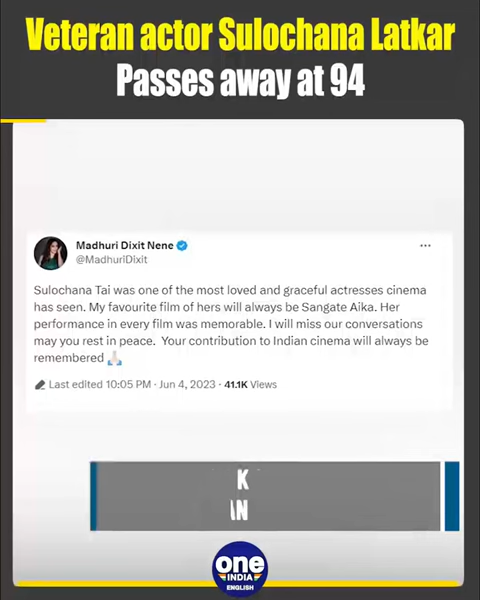 Veteran actor Sulochana Latkar
Passes away at 94
Madhuri Dixit Nene
@MadhuriDixit
Sulochana Tai was one of the most loved and graceful actresses cinema
has seen. My favourite film of hers will always be Sangate Aika. Her
performance in every film was memorable. I will miss our conversations
may you rest in peace.  Your contribution to Indian cinema will always be
remembered 🙏🏻
Last edited 10:05 PM · Jun 4, 2023 · 41.1K Views
K
one
INDIA
ENGLISH